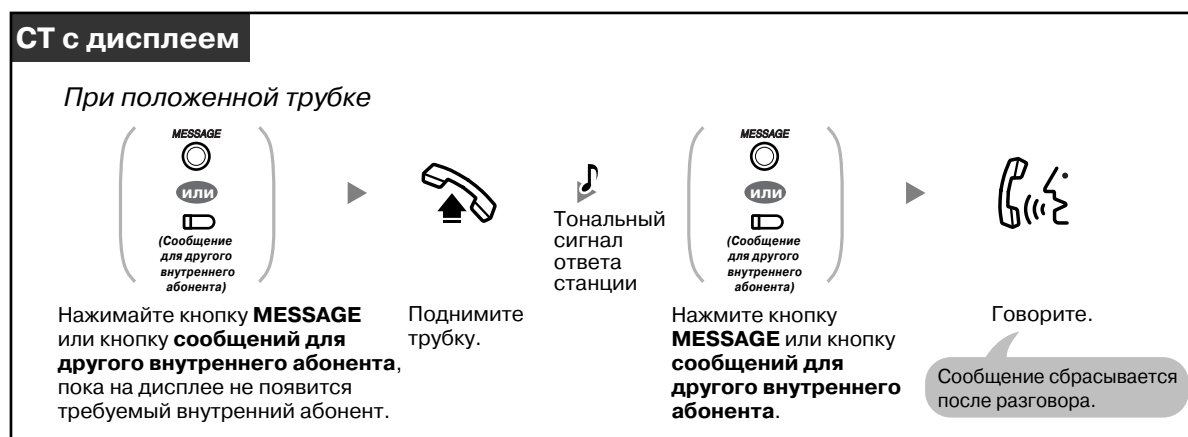 СТ с дисплеем
При положенной трубке
MESSAGE
или
(Сообщение
для другого
внутреннего
абонента)
Нажимайте кнопку MESSAGE
или кнопку сообщений для
другого внутреннего абонента,
пока на дисплее не появится
требуемый внутренний абонент.
Поднимите
трубку.
Тональный
сигнал
ответа
станции
MESSAGE
или
(Сообщение
для другого
внутреннего
абонента)
Нажмите кнопку
MESSAGE или кнопку
сообщений для
другого внутреннего
абонента.
Говорите.
Сообщение сбрасывается
после разговора.